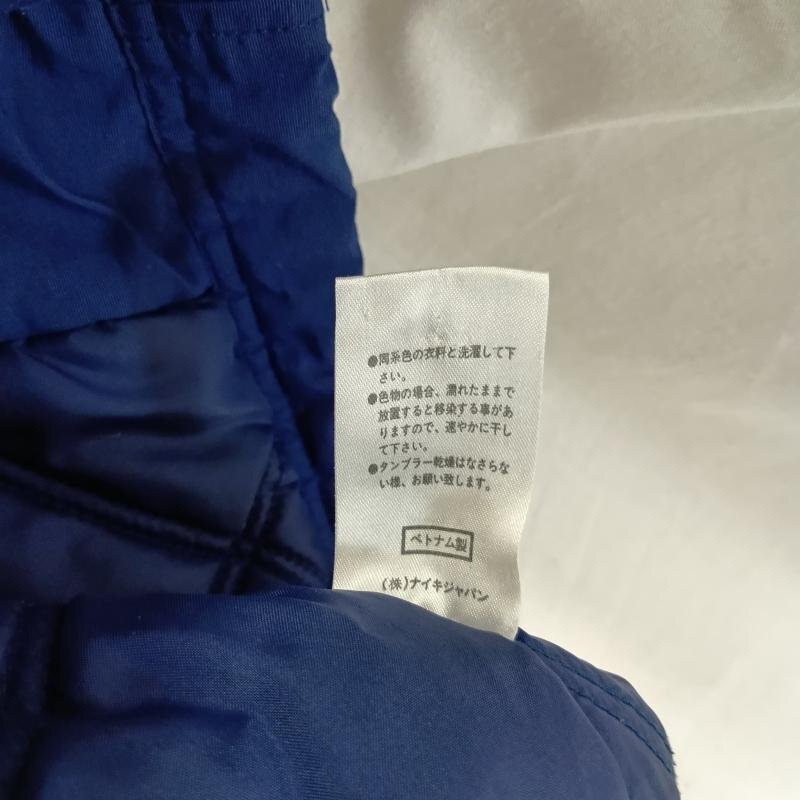 ●同系色の衣料と洗濯して下
さい。
●色物の場合、濡れたままで
放置すると移染する事があ
りますので、速やかに干し
て下さい。
●タンブラー乾燥はなさらな
い様、お願い致します。
ベトナム製
(株)ナイキジャパン